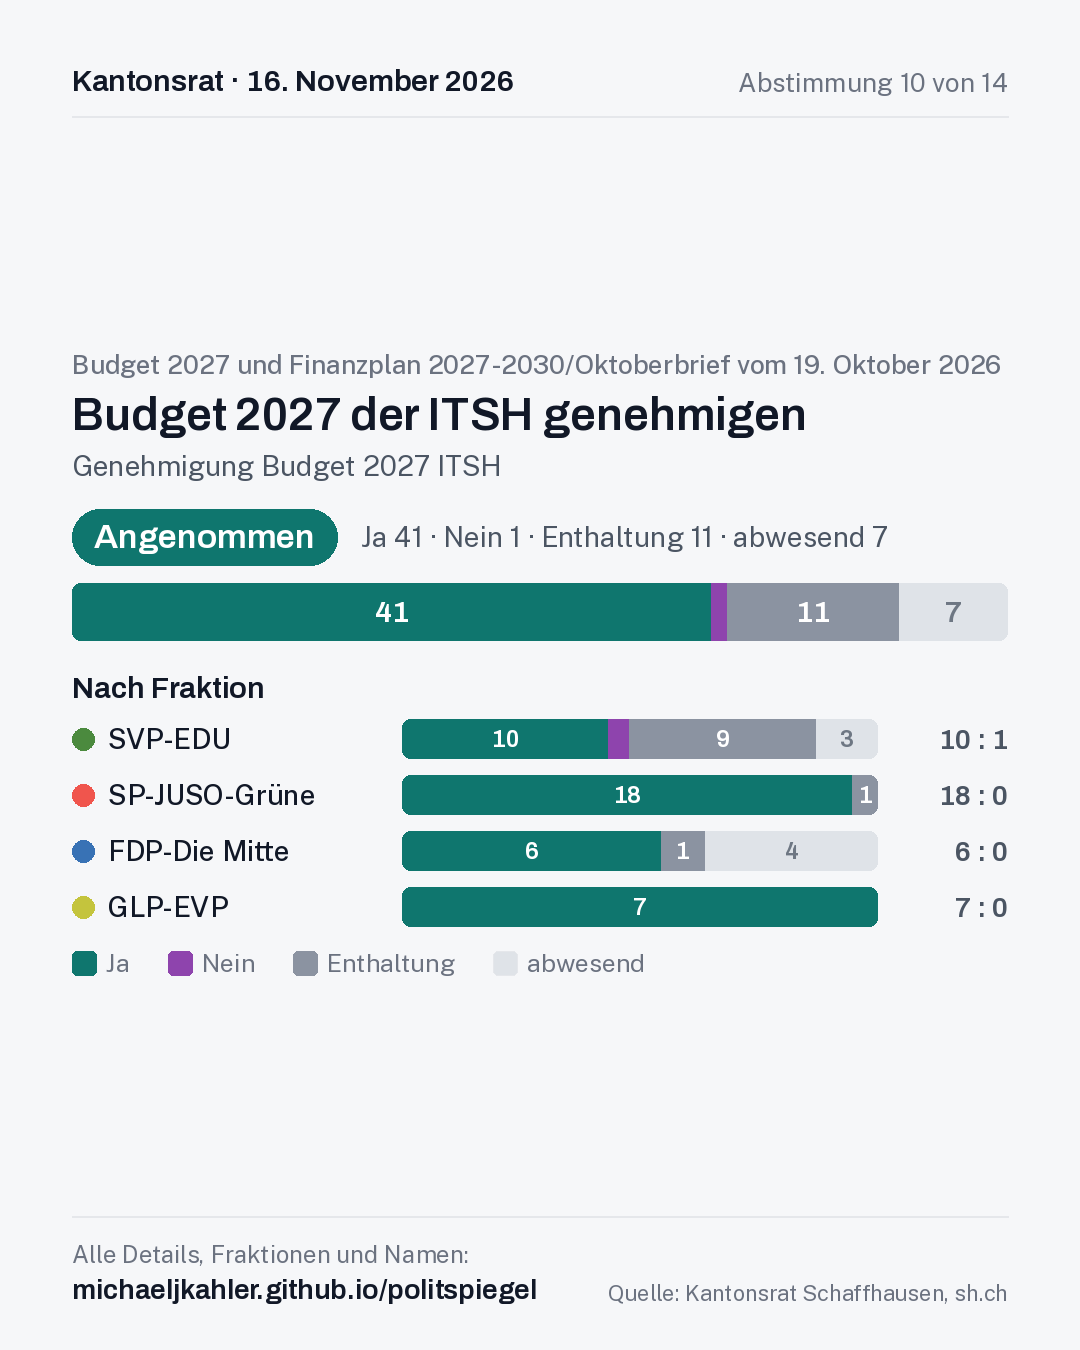 Kantonsrat · 16. November 2026
Abstimmung 10 von 14
Budget 2027 und Finanzplan 2027-2030/Oktoberbrief vom 19. Oktober 2026
Budget 2027 der ITSH genehmigen
Genehmigung Budget 2027 ITSH
Angenommen
Ja 41 · Nein 1 · Enthaltung 11 · abwesend 7
41 11 7
Nach Fraktion
SVP-EDU 10 9 3 10 : 1
SP-JUSO-Grüne 18 1 18 : 0
FDP-Die Mitte 6 1 4 6 : 0
GLP-EVP 7 7 : 0
Ja Nein Enthaltung abwesend
Alle Details, Fraktionen und Namen:
michaeljkahler.github.io/politspiegel
Quelle: Kantonsrat Schaffhausen, sh.ch